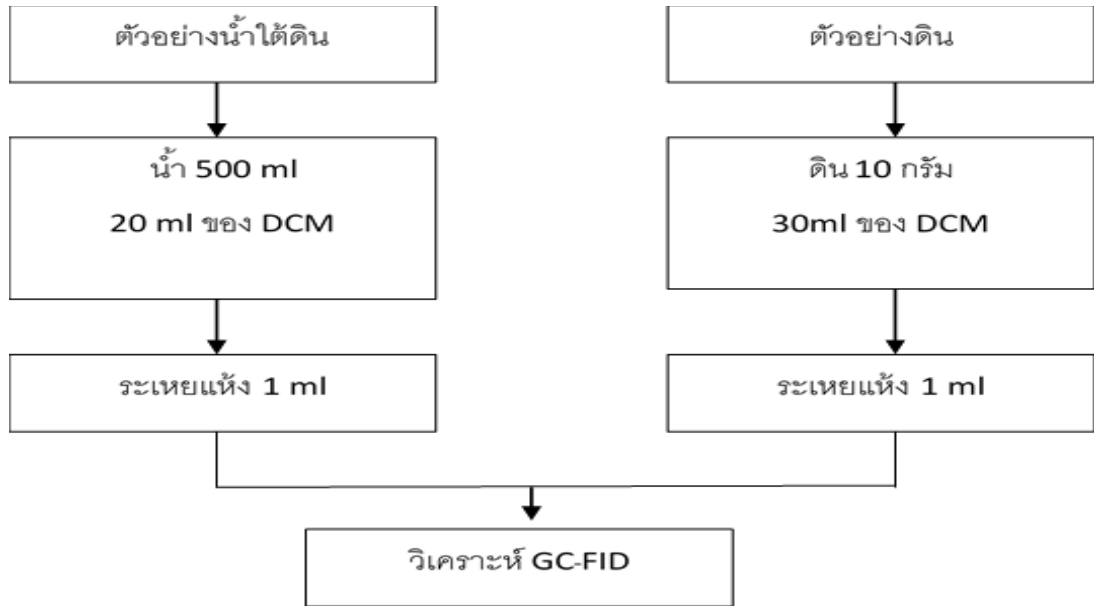 ตัวอย่างน้ำใต้ดิน
ตัวอย่างดิน
น้ำ 500 ml
20 ml ของ DCM
ดิน 10 กรัม
30ml ของ DCM
ระเหยแห้ง 1 ml
ระเหยแห้ง 1 ml
วิเคราะห์ GC-FID